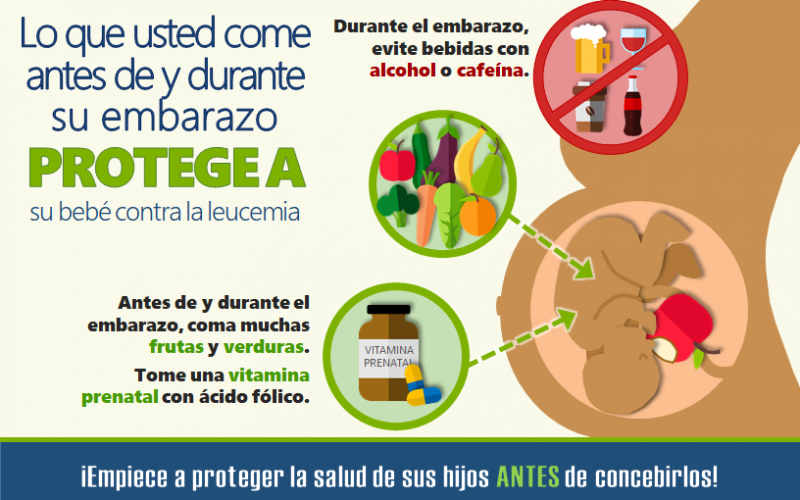 Lo que usted come
antes de y durante
su embarazo
PROTEGE A
su bebé contra la leucemia
Durante el embarazo,
evite bebidas con
alcohol o cafeína.
Antes de y durante el
embarazo, coma muchas
frutas y verduras.
Tome una vitamina
prenatal con ácido fólico.
VITAMINA
PRENATAL
¡Empiece a proteger la salud de sus hijos ANTES de concebirlos!